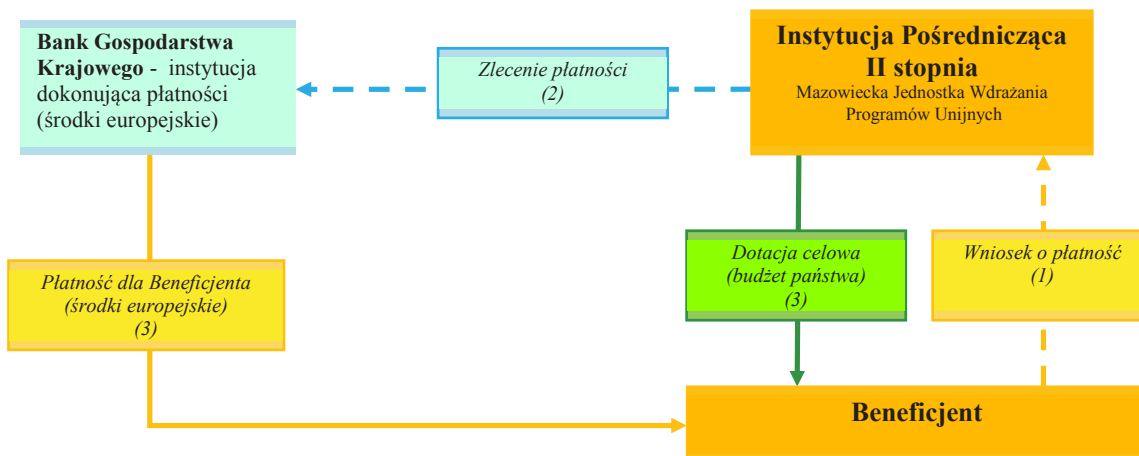 Bank Gospodarstwa
Krajowego - instytucja
dokonująca płatności
(środki europejskie)
Zlecenie płatności
(2)
Instytucja Pośrednicząca
II stopnia
Mazowiecka Jednostka Wdrażania
Programów Unijnych
Płatność dla Beneficjenta
(środki europejskie)
(3)
Dotacja celowa
(budżet państwa)
(3)
Wniosek o płatność
(1)
Beneficjent